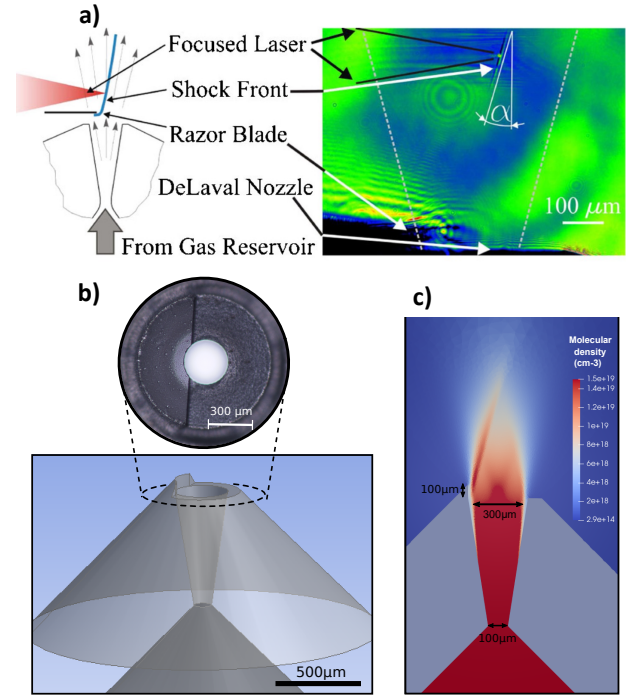 a)
Focused Laser
Shock Front
Razor Blade
DeLaval Nozzle
From Gas Reservoir
α
100 μm
b)
300 μm
500μm
c)
Molecular
density
(cm-3)
1.5e+19
1.4e+19
1.2e+19
1e+19
8e+18
6e+18
4e+18
2e+18
2.9e+14
100μm
300μm
100μm